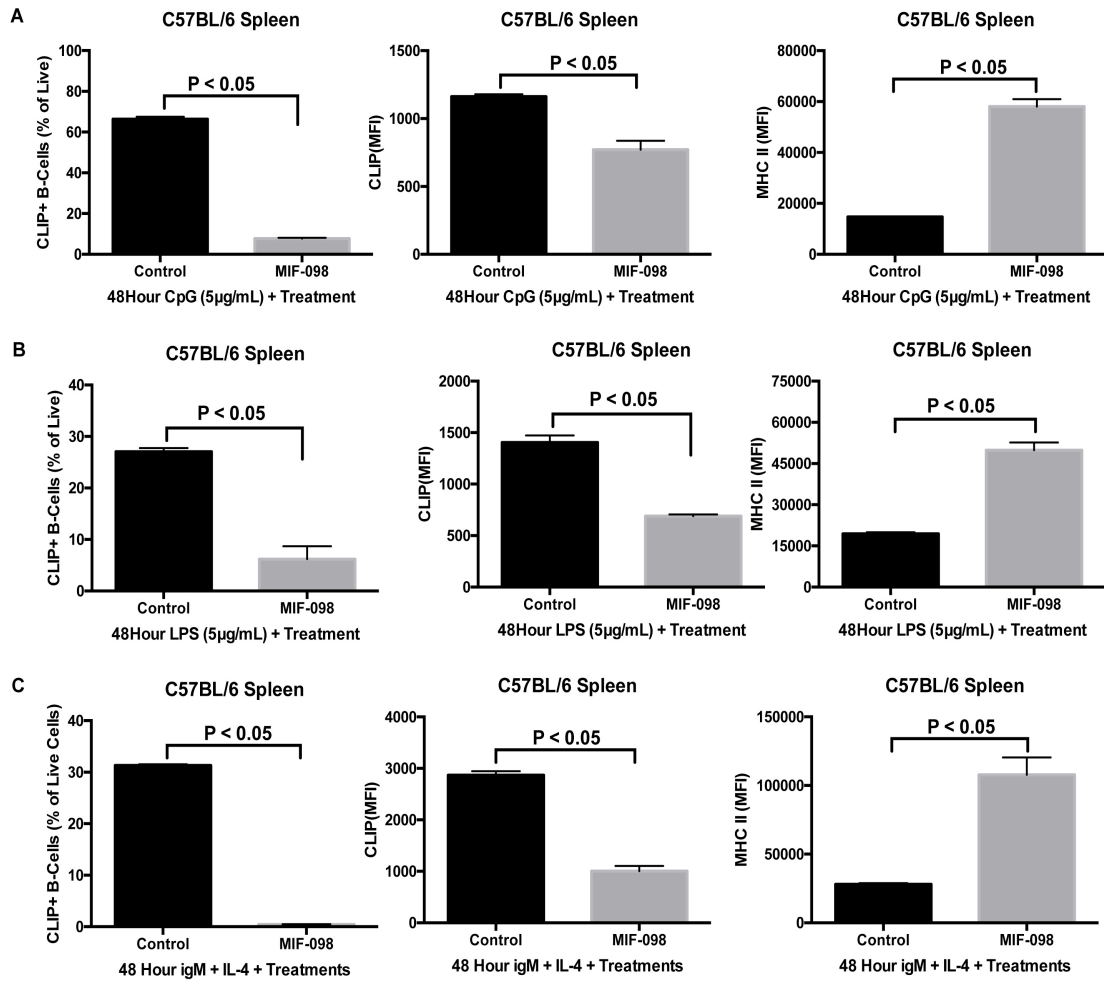 A
C57BL/6 Spleen
CLIP+ B-Cells (% of Live)
100
80
60
40
20
0
P < 0.05
Control
MIF-098
48Hour CpG (5µg/mL) + Treatment
C57BL/6 Spleen
CLIP(MFI)
1500
1000
500
0
P < 0.05
Control
MIF-098
48Hour CpG (5µg/mL) + Treatment
C57BL/6 Spleen
MHC II (MFI)
80000
60000
40000
20000
0
P < 0.05
Control
MIF-098
48Hour CpG (5µg/mL) + Treatment
B
C57BL/6 Spleen
CLIP+ B-Cells (% of Live)
40
30
20
10
0
P < 0.05
Control
MIF-098
48Hour LPS (5µg/mL) + Treatment
C57BL/6 Spleen
CLIP(MFI)
2000
1500
1000
500
0
P < 0.05
Control
MIF-098
48Hour LPS (5µg/mL) + Treatment
C57BL/6 Spleen
MHC II (MFI)
75000
60000
45000
30000
15000
0
P < 0.05
Control
MIF-098
48Hour LPS (5µg/mL) + Treatment
C
C57BL/6 Spleen
CLIP+ B-Cells (% of Live Cells)
40
30
20
10
0
P < 0.05
Control
MIF-098
48 Hour igM + IL-4 + Treatments
C57BL/6 Spleen
CLIP(MFI)
4000
3000
2000
1000
0
P < 0.05
Control
MIF-098
48 Hour igM + IL-4 + Treatments
C57BL/6 Spleen
MHC II (MFI)
150000
100000
50000
0
P < 0.05
Control
MIF-098
48 Hour igM + IL-4 + Treatments